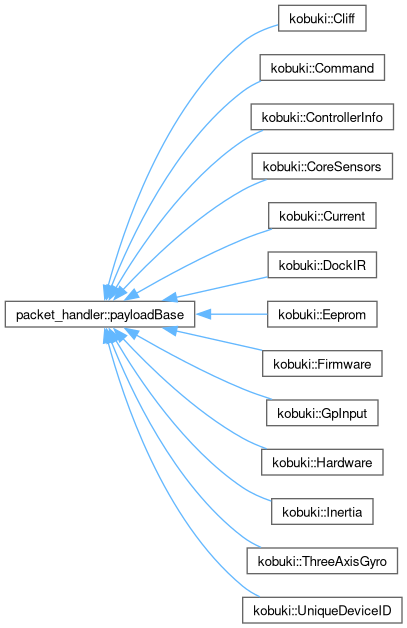 kobuki::Cliff
kobuki::Command
kobuki::ControllerInfo
kobuki::CoreSensors
kobuki::Current
kobuki::DockIR
packet_handler::payloadBase
kobuki::Eeprom
kobuki::Firmware
kobuki::GpInput
kobuki::Hardware
kobuki::Inertia
kobuki::ThreeAxisGyro
kobuki::UniqueDeviceID